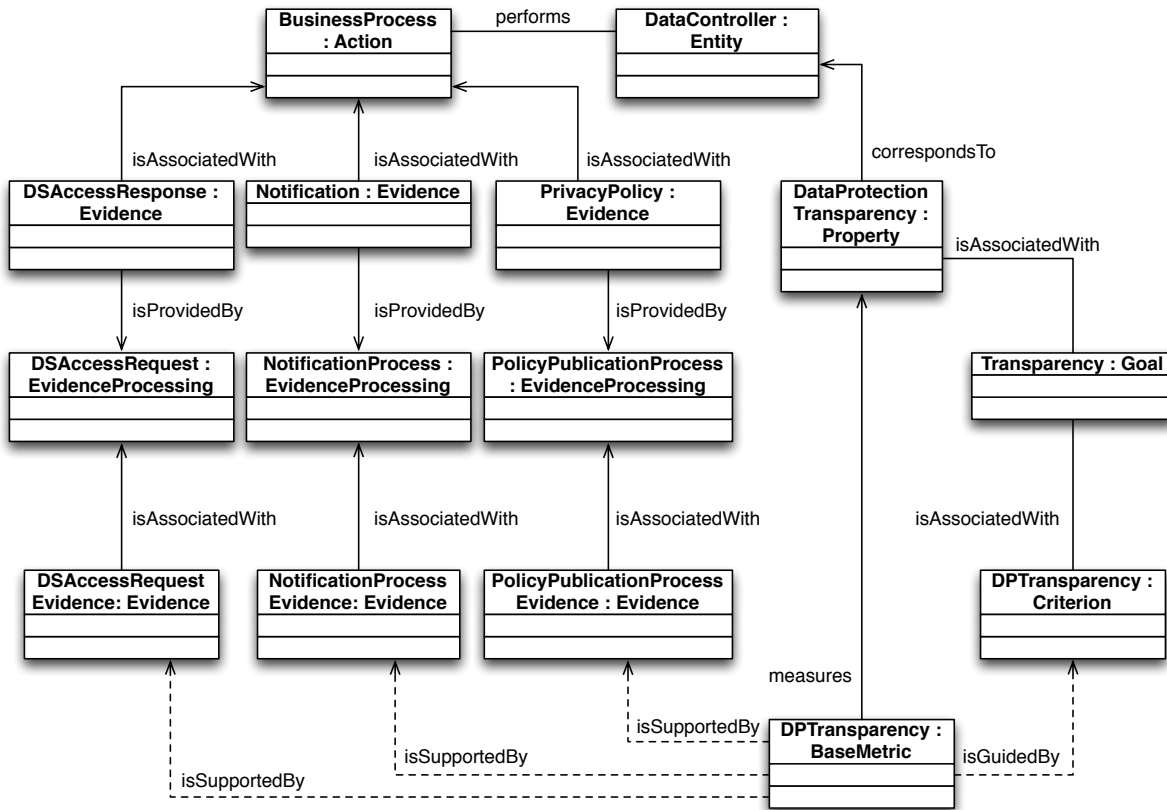 BusinessProcess
: Action
performs
DataController :
Entity
isAssociatedWith
isAssociatedWith
isAssociatedWith
correspondsTo
DSAccessResponse :
Evidence
Notification : Evidence
PrivacyPolicy :
Evidence
DataProtection
Transparency :
Property
isAssociatedWith
isProvidedBy
isProvidedBy
isProvidedBy
DSAccessRequest :
EvidenceProcessing
NotificationProcess :
EvidenceProcessing
PolicyPublicationProcess
: EvidenceProcessing
Transparency : Goal
isAssociatedWith
isAssociatedWith
isAssociatedWith
isAssociatedWith
DSAccessRequest
Evidence: Evidence
NotificationProcess
Evidence: Evidence
PolicyPublicationProcess
Evidence : Evidence
DPTransparency :
Criterion
measures
isSupportedBy
isSupportedBy
isSupportedBy
DPTransparency :
BaseMetric
isGuidedBy